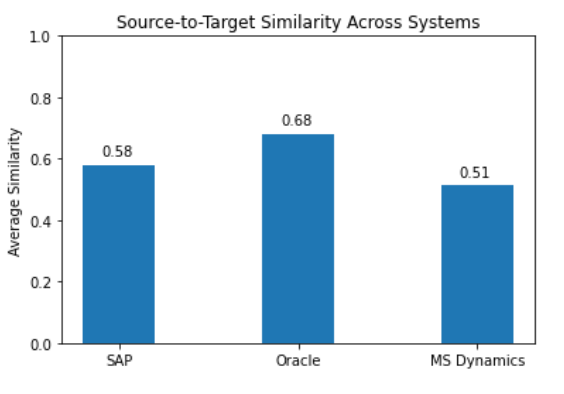 Source-to-Target Similarity Across Systems
1.0
0.8
0.6
0.4
0.2
0.0
Average Similarity
0.58
0.68
0.51
SAP
Oracle
MS Dynamics